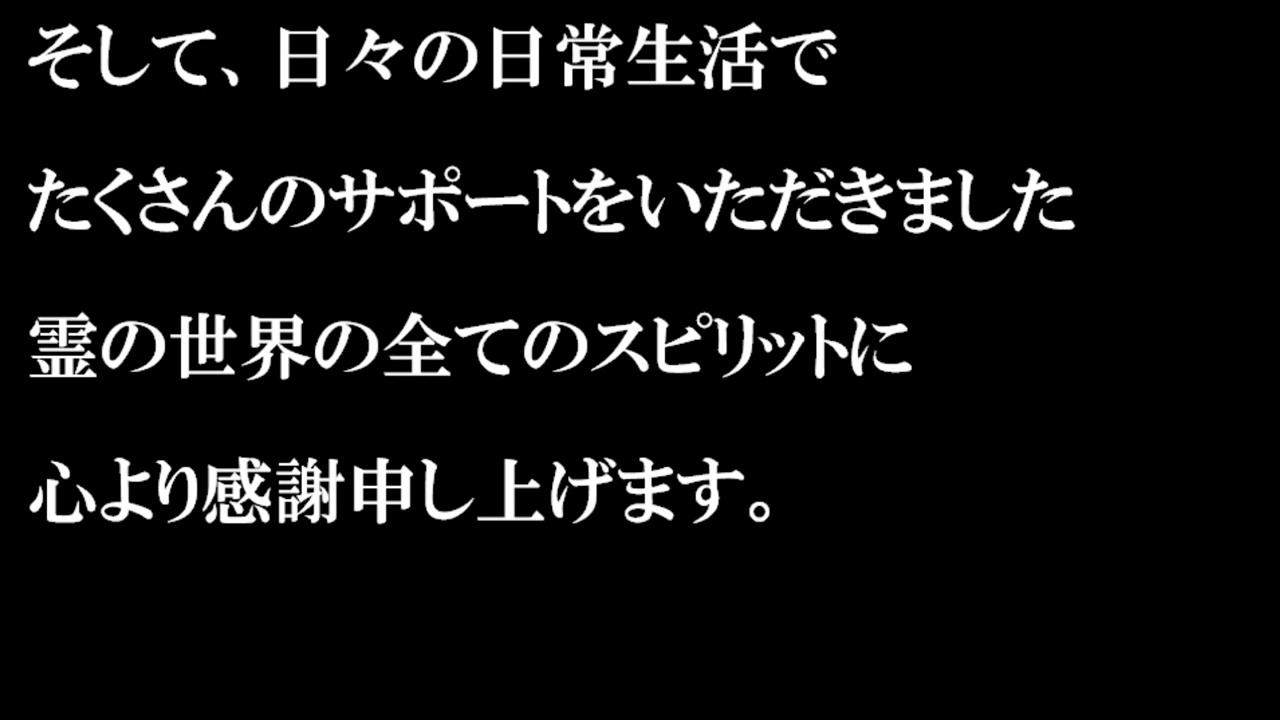 そして、日々の日常生活で
たくさんのサポートをいただきました
霊の世界の全てのスピリットに
心より感謝申し上げます。